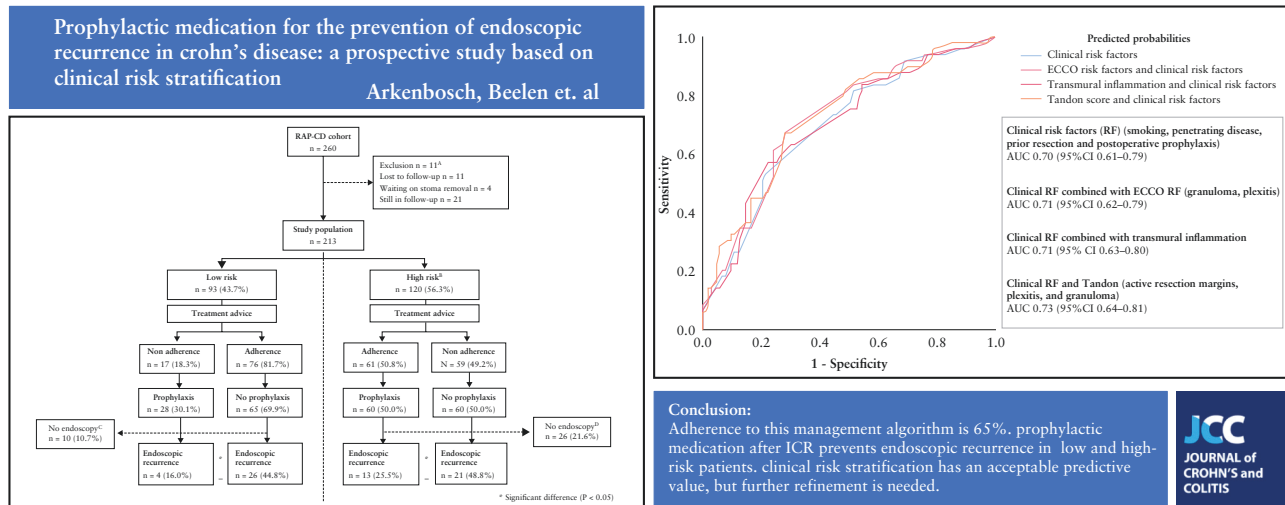 Prophylactic medication for the prevention of endoscopic
recurrence in crohn's disease: a prospective study based on
clinical risk stratification
Arkenbosch, Beelen et. al
RAP-CD cohort
n = 260
Exclusion n = 11A
Lost to follow-up n = 11
Waiting on stoma removal n = 4
Still in follow-up n = 21
Study population
n = 213
Low risk
n = 93 (43.7%)
High riskB
n = 120 (56.3%)
Treatment advice
Treatment advice
Non adherence
n = 17 (18.3%)
Adherence
n = 76 (81.7%)
Adherence
n = 61 (50.8%)
Non adherence
N = 59 (49.2%)
Prophylaxis
n = 28 (30.1%)
No prophylaxis
n = 65 (69.9%)
Prophylaxis
n = 60 (50.0%)
No prophylaxis
n = 60 (50.0%)
No endoscopyC
n = 10 (10.7%)
No endoscopyD
n = 26 (21.6%)
Endoscopic
recurrence
n = 4 (16.0%)
*
–
Endoscopic
recurrence
n = 26 (44.8%)
Endoscopic
recurrence
n = 13 (25.5%)
*
–
Endoscopic
recurrence
n = 21 (48.8%)
* Significant difference (P < 0.05)
Sensitivity
1.0
0.8
0.6
0.4
0.2
0.0
0.0 0.2 0.4 0.6 0.8 1.0
1 - Specificity
Predicted probabilities
Clinical risk factors
ECCO risk factors and clinical risk factors
Transmural inflammation and clinical risk factors
Tandon score and clinical risk factors
Clinical risk factors (RF) (smoking, penetrating disease,
prior resection and postoperative prophylaxis)
AUC 0.70 (95%CI 0.61–0.79)
Clinical RF combined with ECCO RF (granuloma, plexitis)
AUC 0.71 (95%CI 0.62–0.79)
Clinical RF combined with transmural inflammation
AUC 0.71 (95% CI 0.63–0.80)
Clinical RF and Tandon (active resection margins,
plexitis, and granuloma)
AUC 0.73 (95%CI 0.64–0.81)
Conclusion:
Adherence to this management algorithm is 65%. prophylactic
medication after ICR prevents endoscopic recurrence in low and high-
risk patients. clinical risk stratification has an acceptable predictive
value, but further refinement is needed.
JCC
JOURNAL of
CROHN'S and
COLITIS